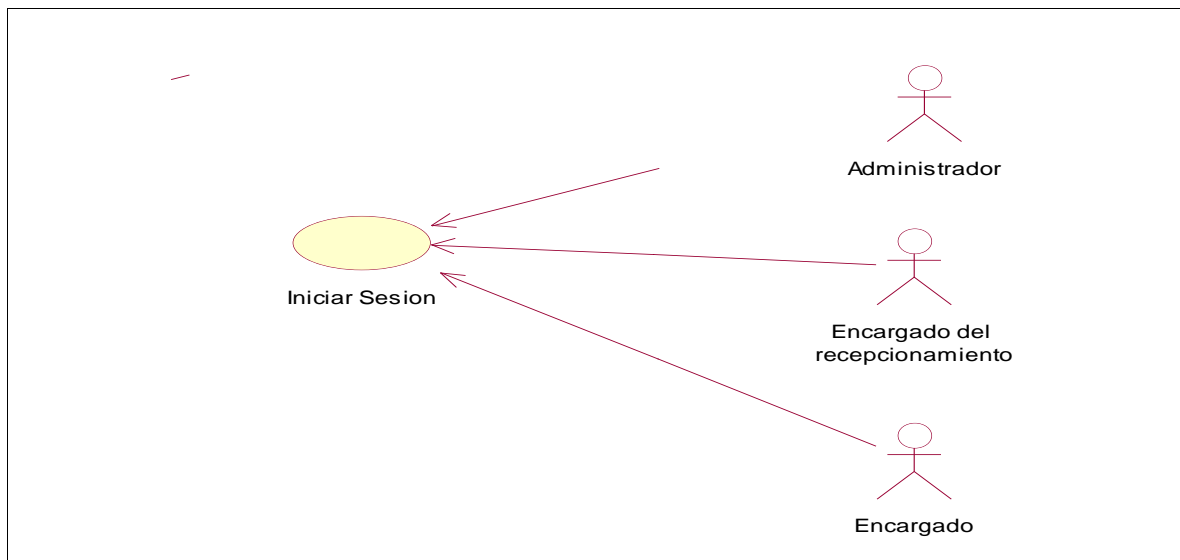 Administrador
Iniciar Sesion
Encargado del
recepcionamiento
Encargado